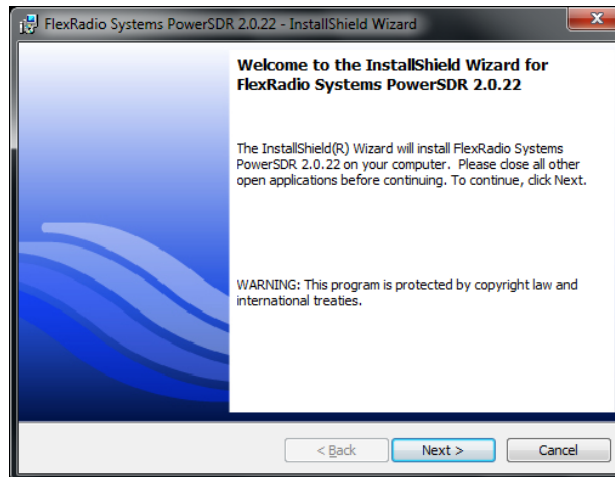 FlexRadio Systems PowerSDR 2.0.22 - InstallShield Wizard
Welcome to the InstallShield Wizard for
FlexRadio Systems PowerSDR 2.0.22
The InstallShield(R) Wizard will install FlexRadio Systems
PowerSDR 2.0.22 on your computer.  Please close all other
open applications before continuing. To continue, click Next.
WARNING: This program is protected by copyright law and
international treaties.
< Back
Next >
Cancel